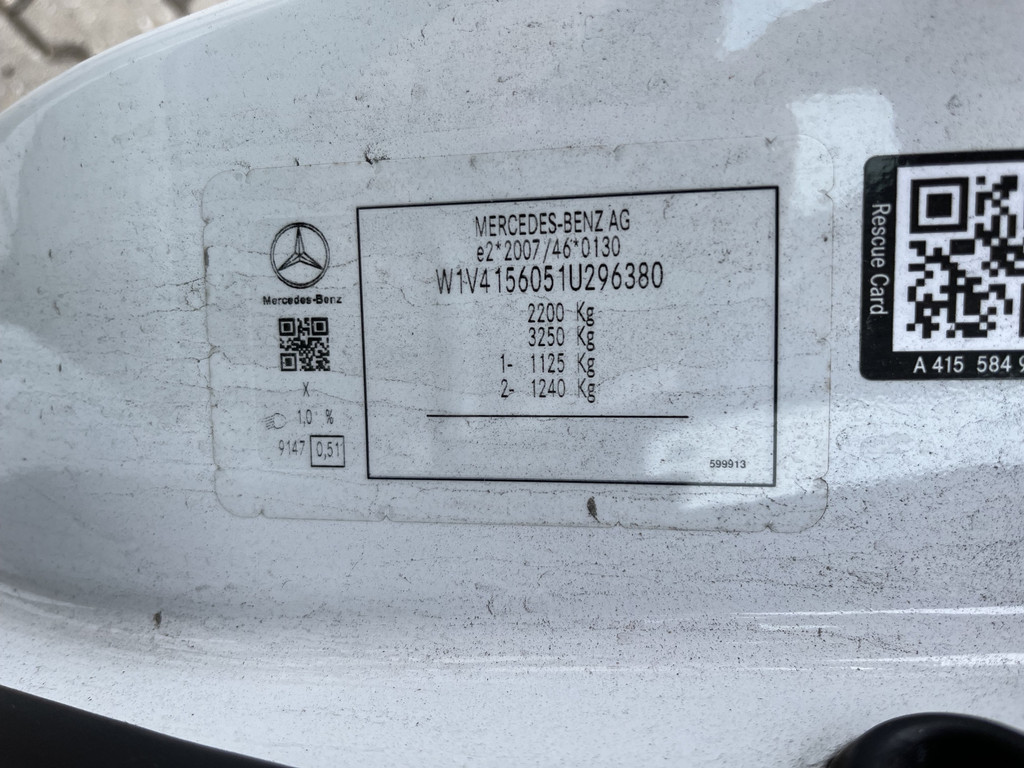 Mercedes-Benz
X
1,0 %
9147 0,51
MERCEDES-BENZ AG
e2*2007/46*0130
W1V4156051U296380
2200 Kg
3250 Kg
1- 1125 Kg
2- 1240 Kg
599913
Rescue Card
A 415 584